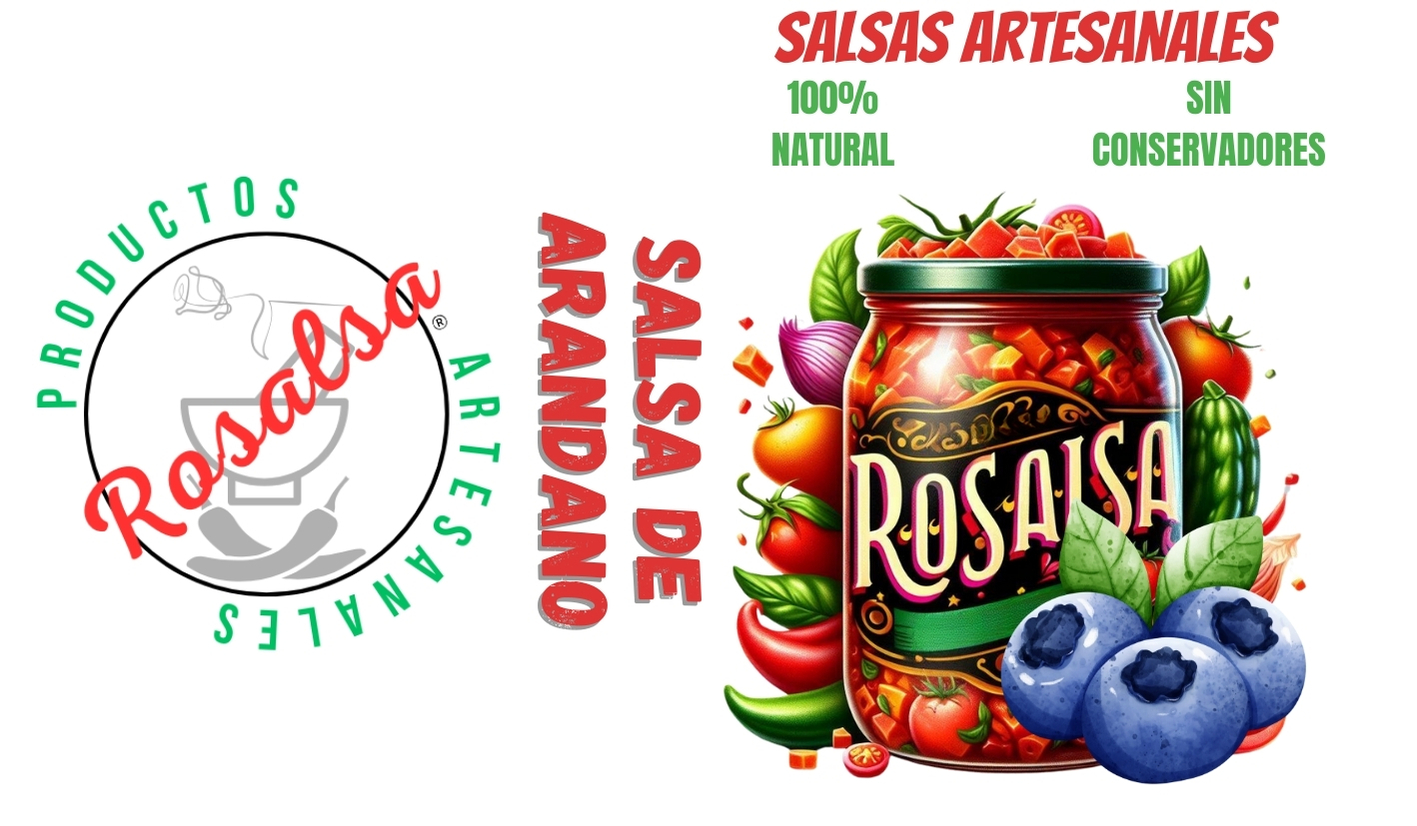 PRODUCTOS ARTESANALES
Rosalsa
®
SALSA DE
ARANDANO
SALSAS ARTESANALES
100%
NATURAL
SIN
CONSERVADORES
ROSALSA